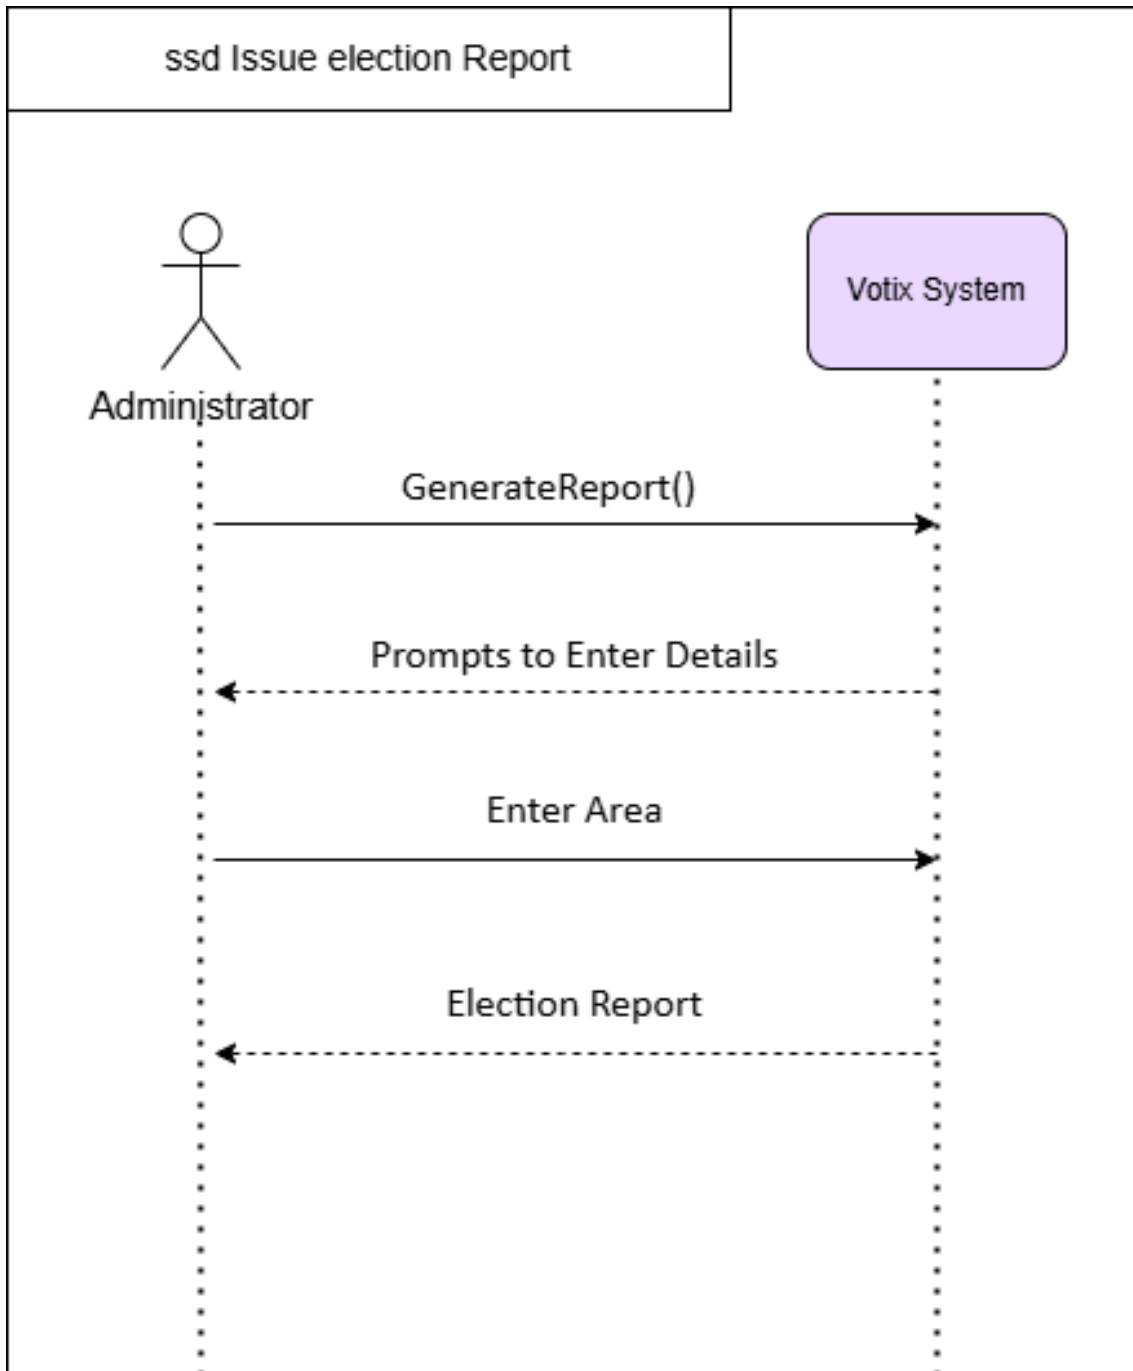 ssd Issue election Report
Votix System
Administrator
GenerateReport()
Prompts to Enter Details
Enter Area
Election Report